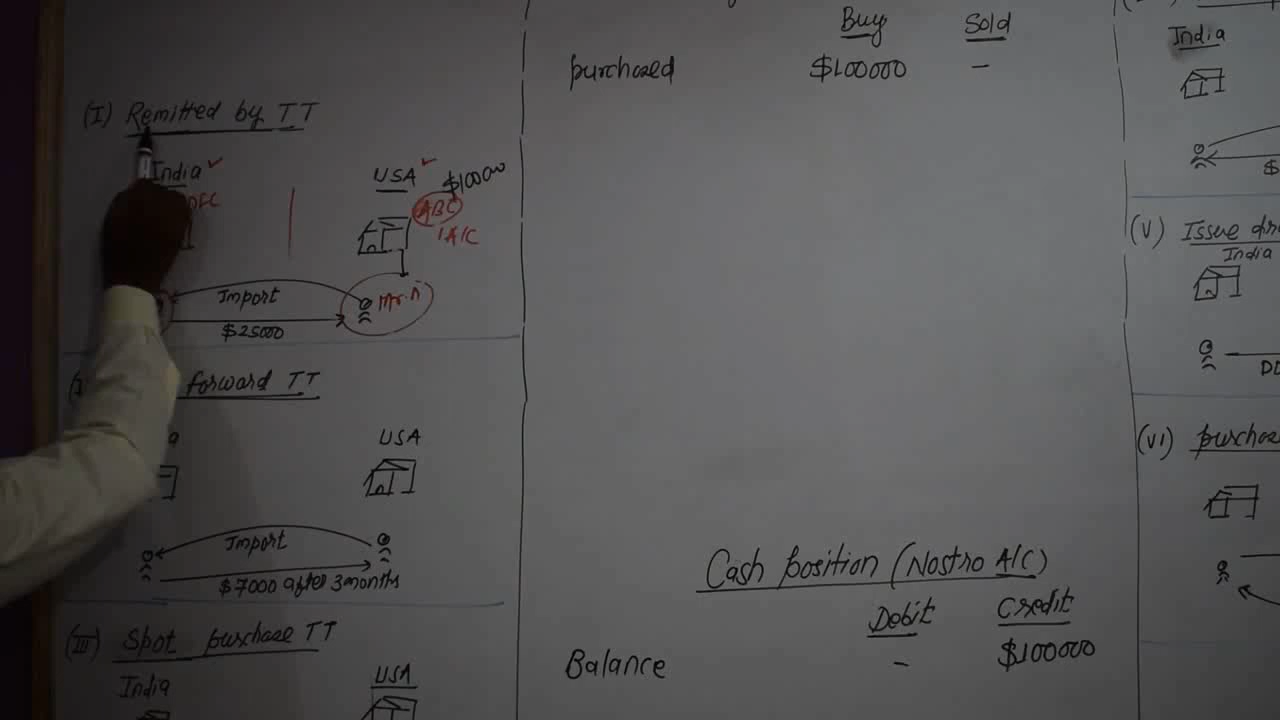 (I) Remitted by TT
India
USA
$10000
DFC
ABC
1A/C
Import
Mr. A
$25000
forward TT
USA
Import
$7000 after 3 months
(III) Spot purchase TT
India
USA
Buy Sold
purchased $100000 -
Cash position (Nostro A/C)
Debit Credit
Balance - $100000
India
$
(V) Issue
India
(VI)